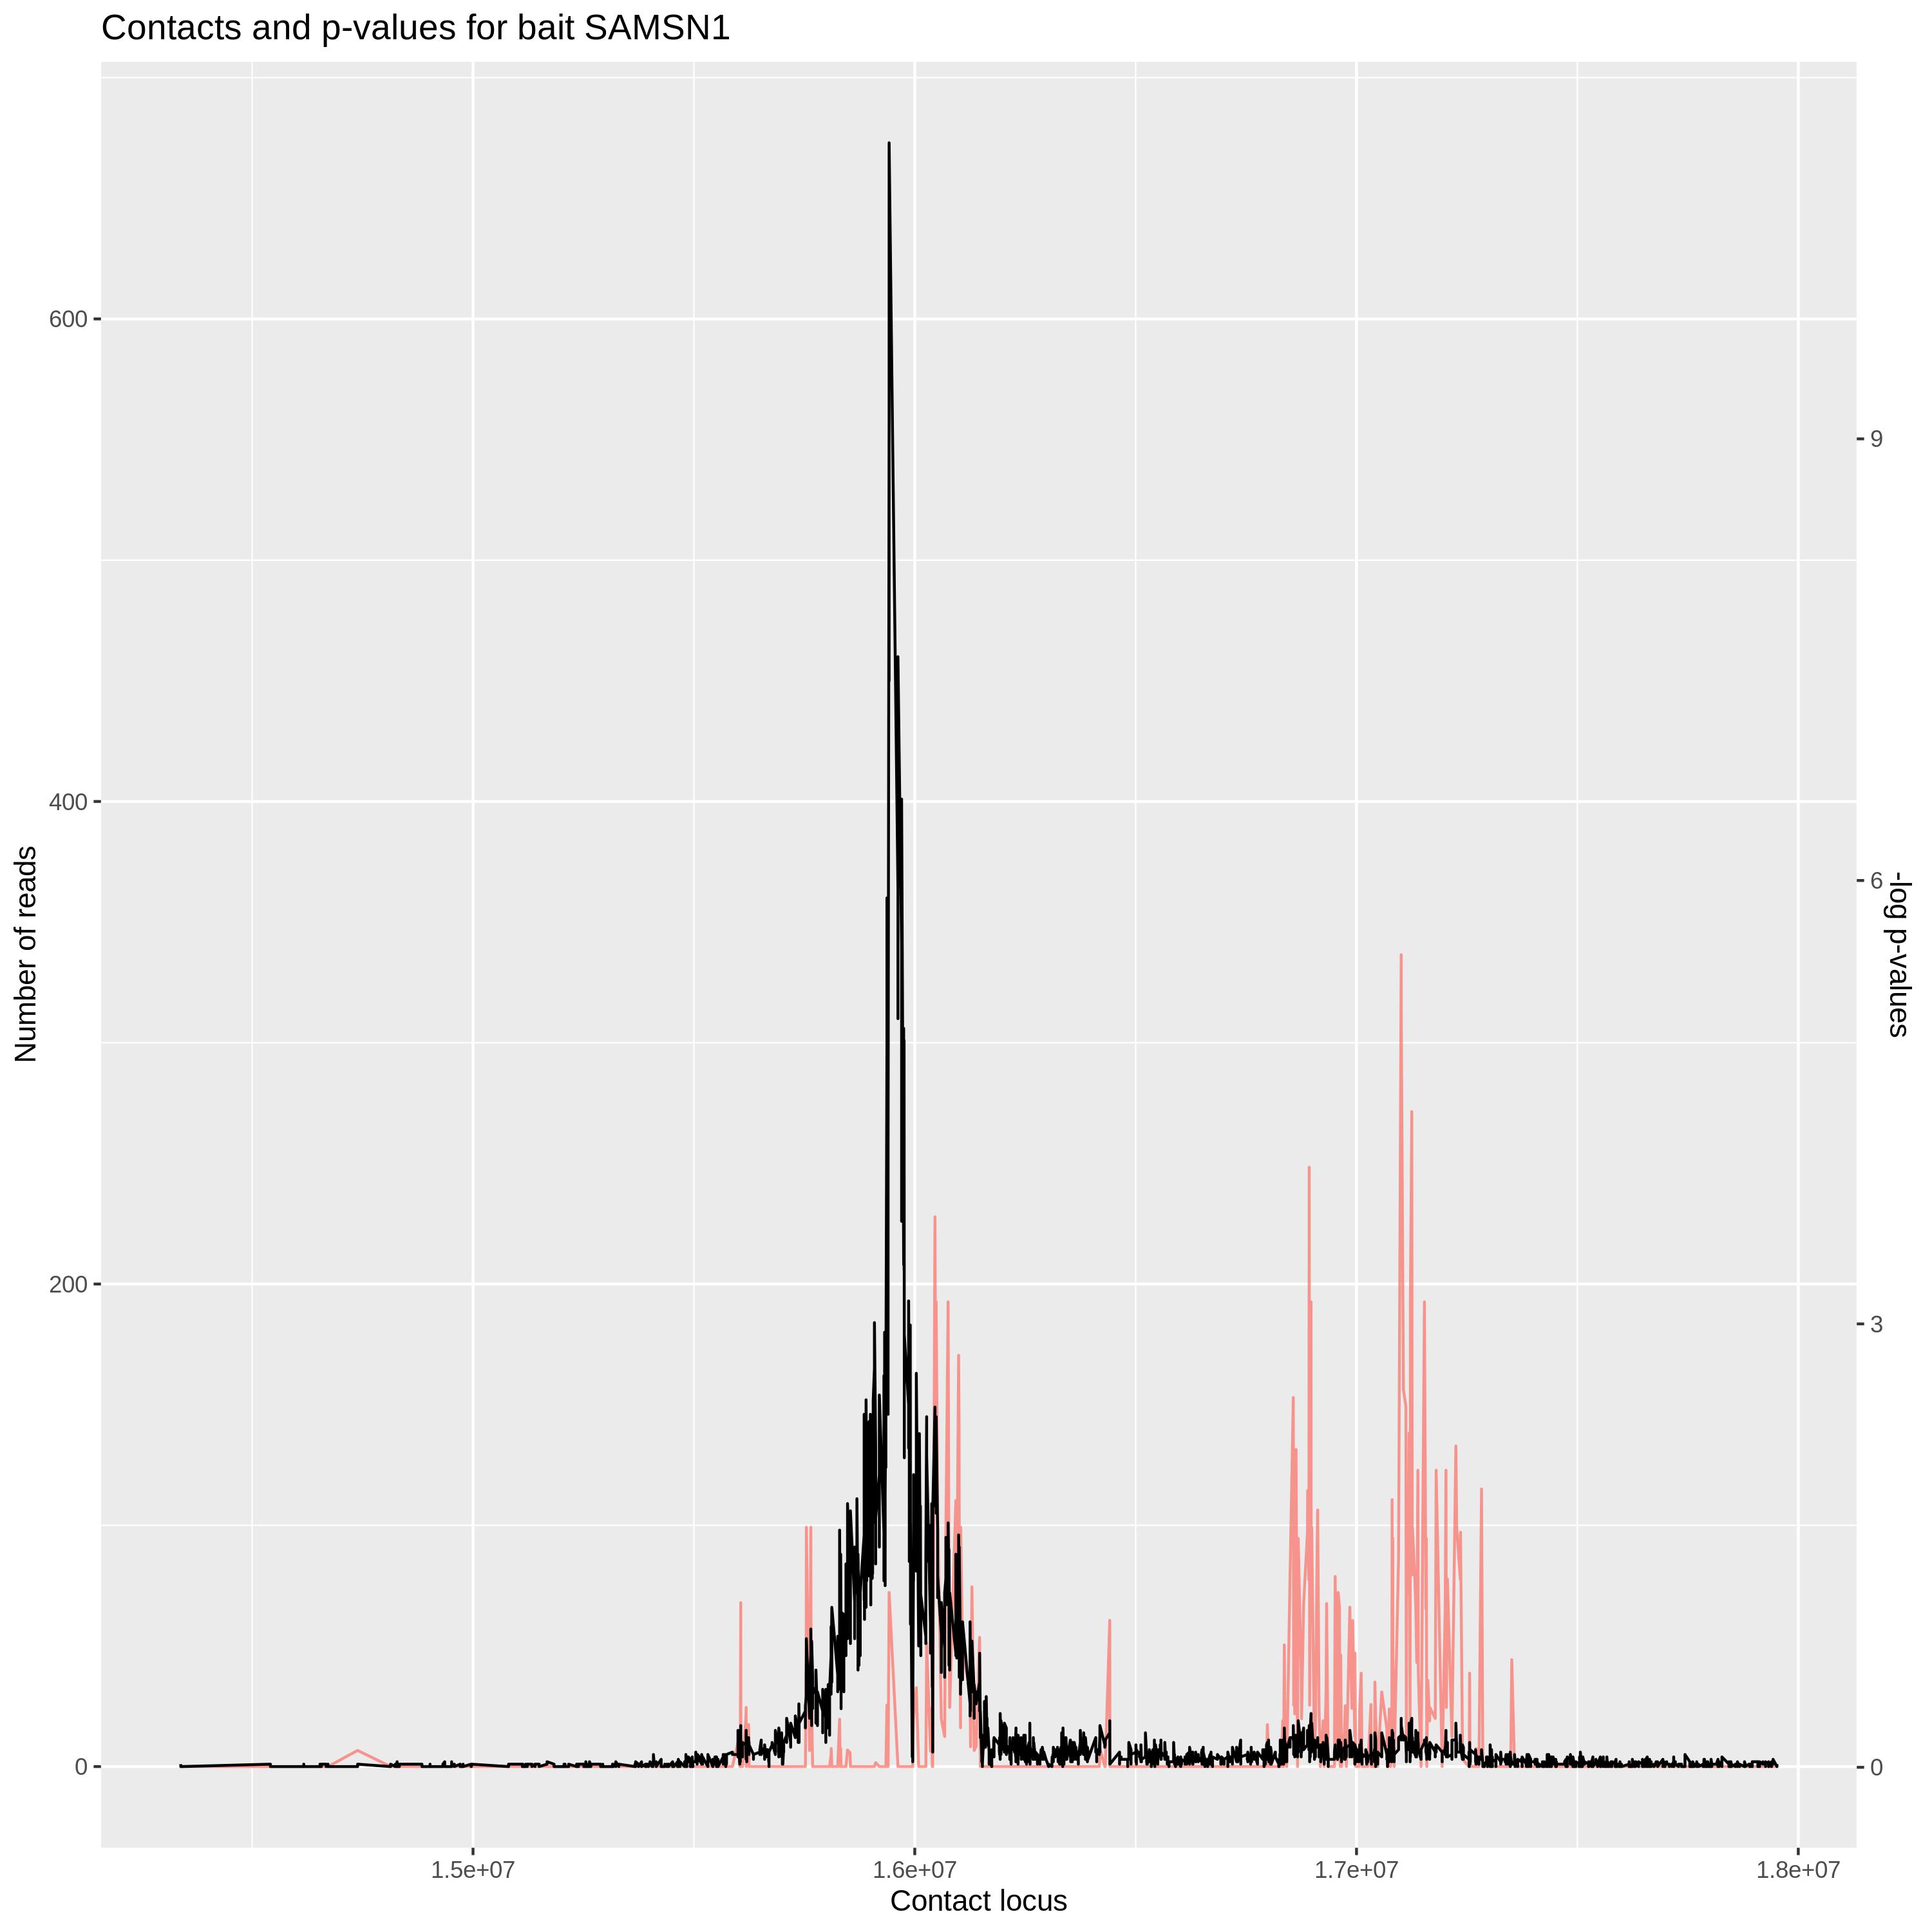 Contacts and p-values for bait SAMSN1
600
400
200
0
Number of reads
9
6
3
0
-log p-values
1.5e+07
1.6e+07
1.7e+07
1.8e+07
Contact locus